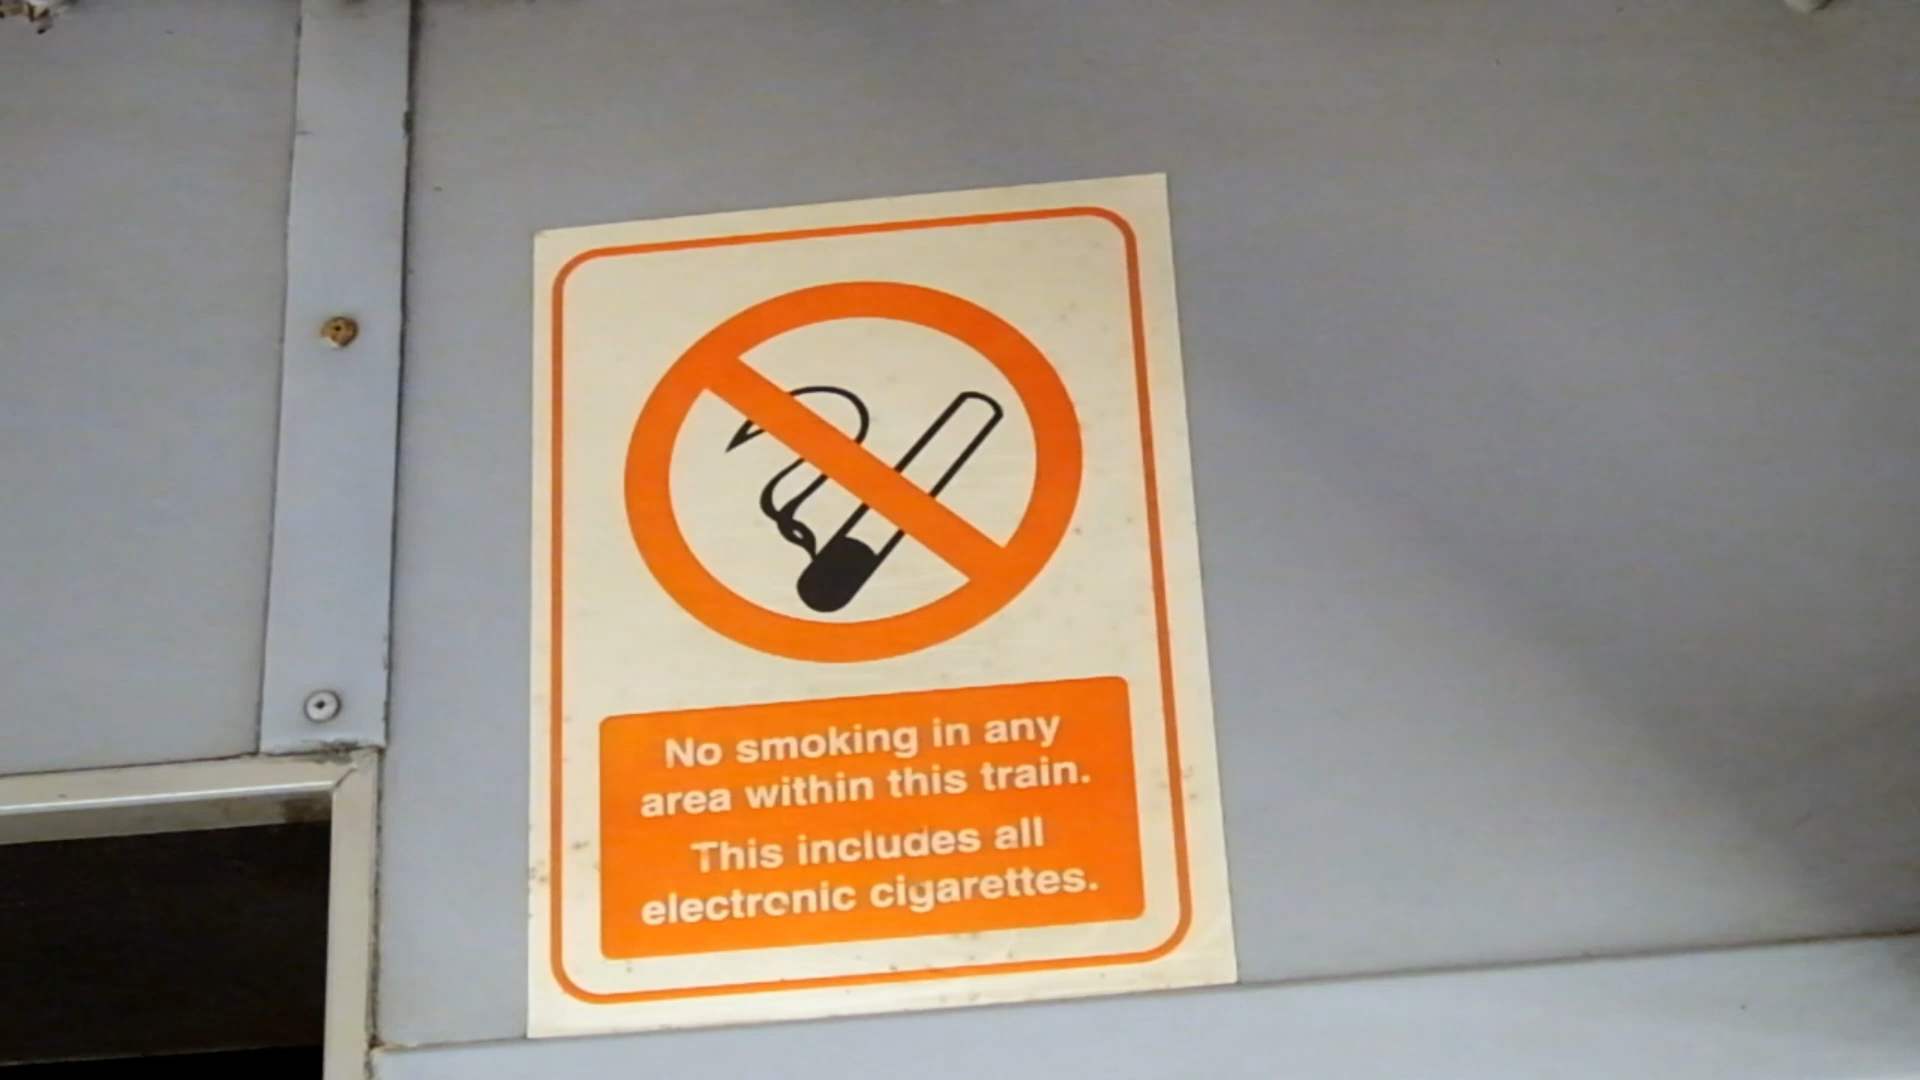 No smoking in any
area within this train.
This includes all
electronic cigarettes.